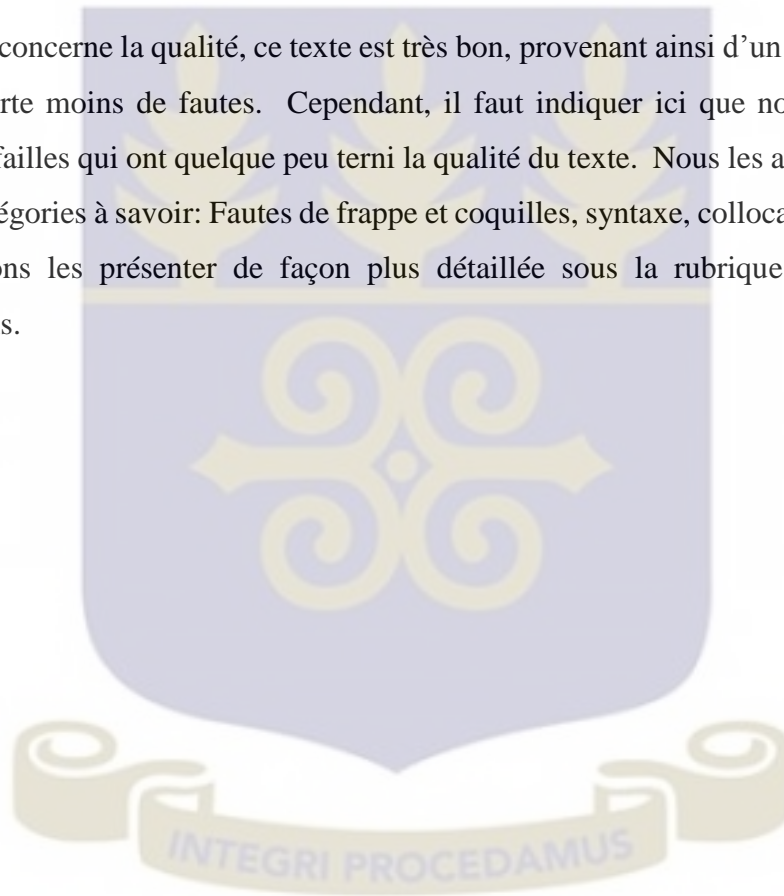 concerne la qualité, ce texte est très bon, provenant ainsi d’un
rte moins de fautes. Cependant, il faut indiquer ici que no
failles qui ont quelque peu terni la qualité du texte. Nous les a
égories à savoir: Fautes de frappe et coquilles, syntaxe, colloca
ons les présenter de façon plus détaillée sous la rubrique
s.
INTEGRI PROCEDAMUS